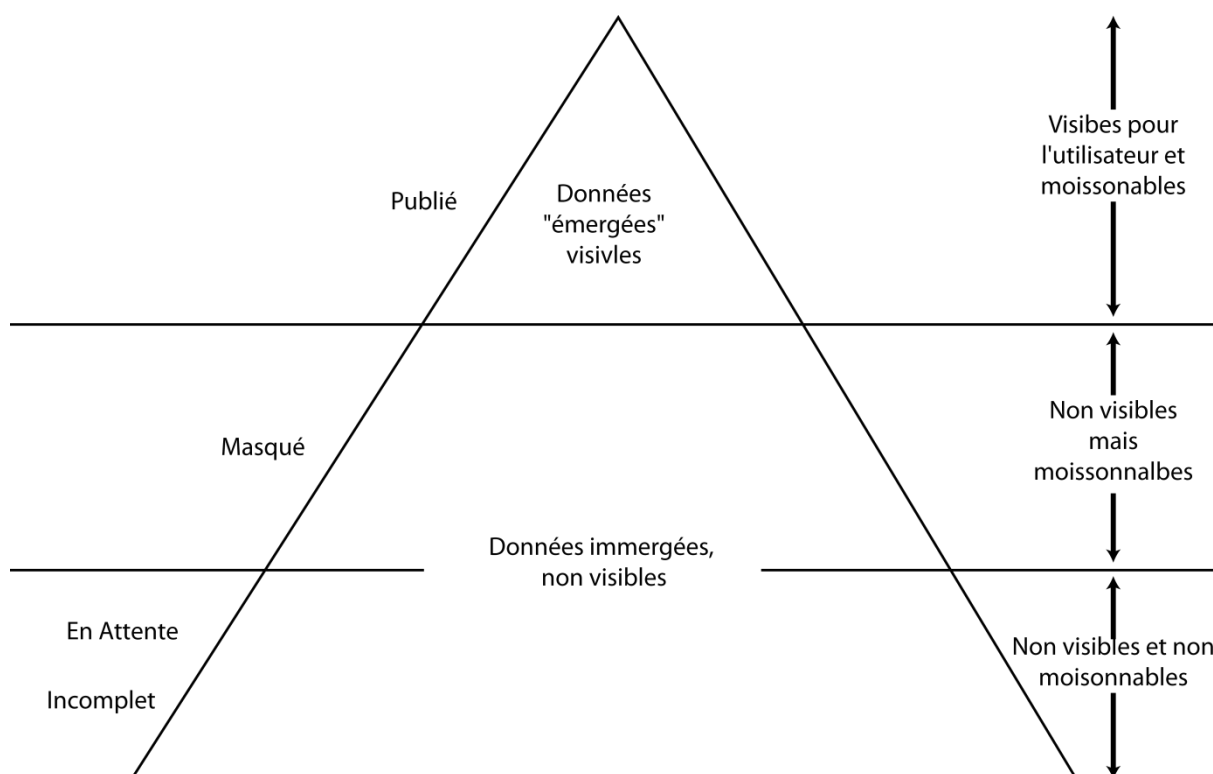 Visibes pour
l'utilisateur et
moissonables
Publié
Données
"émergées"
visivles
Masqué
Non visibles
mais
moissonnalbes
Données immergées,
non visibles
En Attente
Incomplet
Non visibles et non
moisonnables